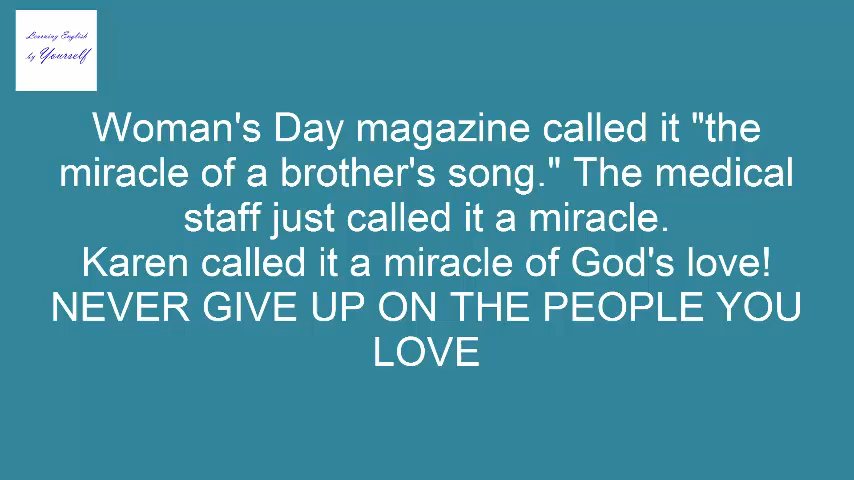 Learning English
by Yourself
Woman's Day magazine called it "the
miracle of a brother's song." The medical
staff just called it a miracle.
Karen called it a miracle of God's love!
NEVER GIVE UP ON THE PEOPLE YOU
LOVE